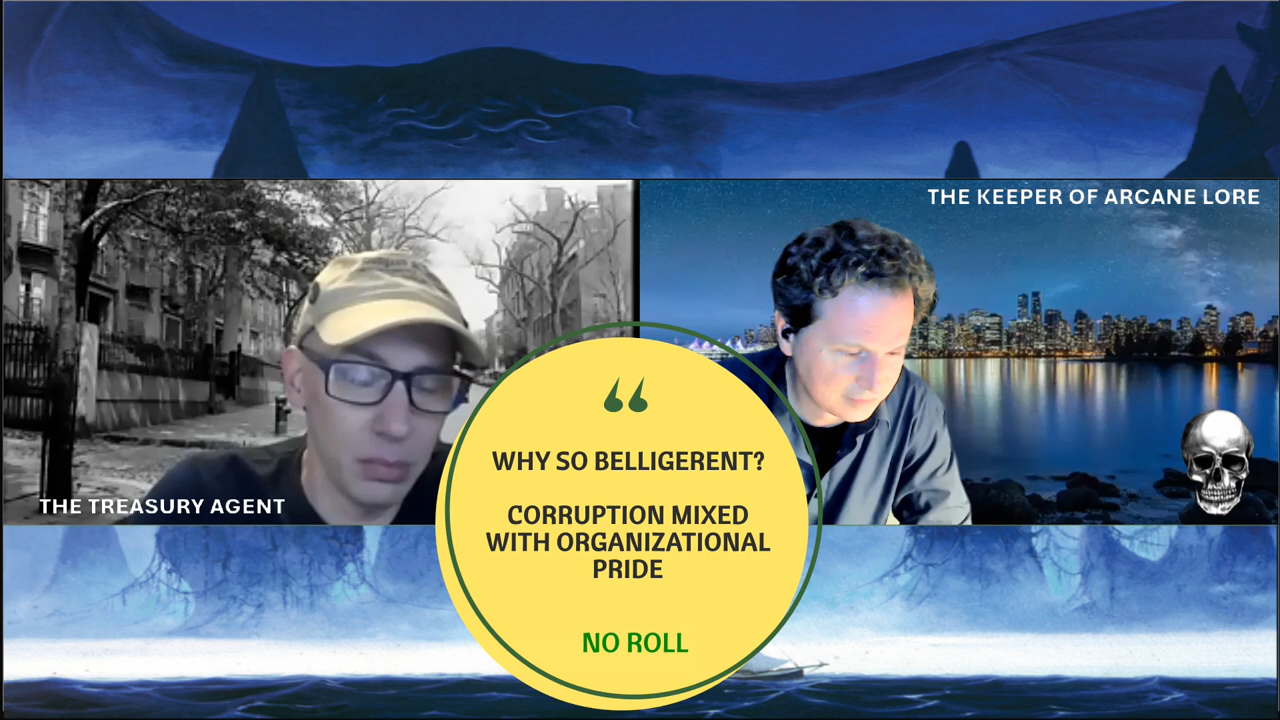 THE KEEPER OF ARCANE LORE
THE TREASURY AGENT
“
WHY SO BELLIGERENT?
CORRUPTION MIXED
WITH ORGANIZATIONAL
PRIDE
NO ROLL